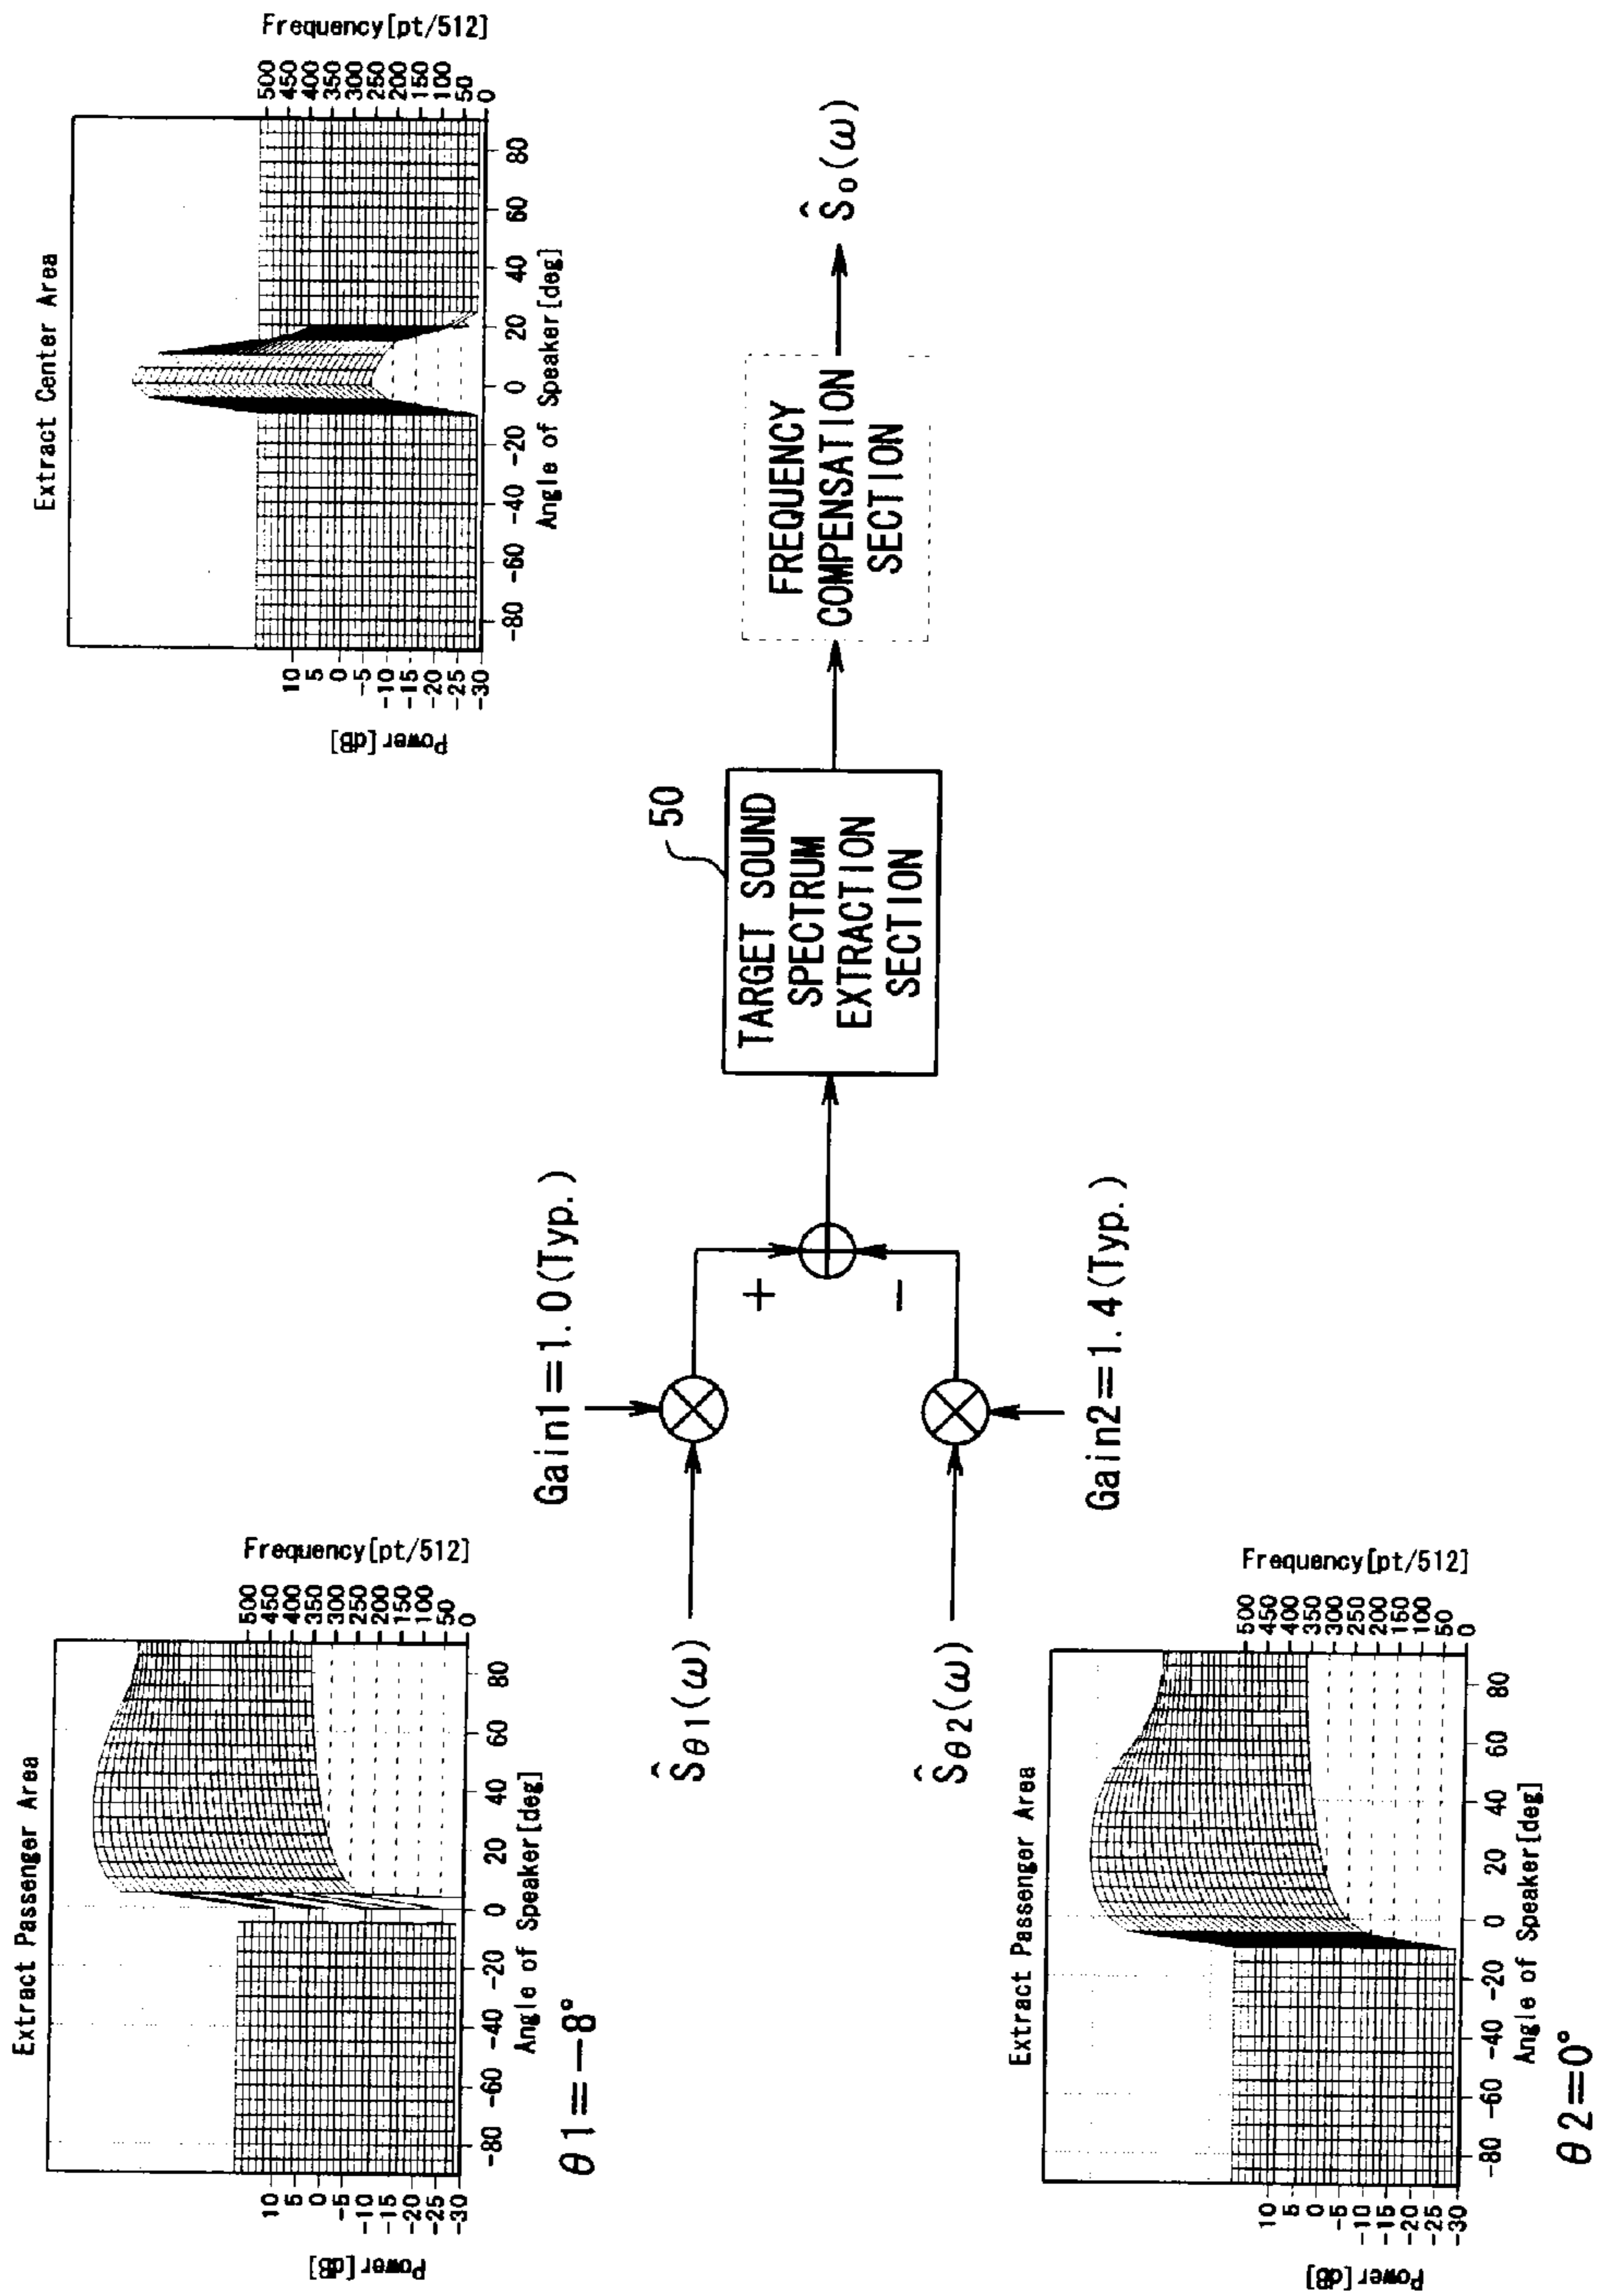 Extract Passenger Area
Power[dB]
10
5
0
-5
-10
-15
-20
-25
-30
-80 -60 -40 -20 0 20 40 60 80
Angle of Speaker[deg]
Frequency[pt/512]
500
450
400
350
300
250
200
150
100
50
0
θ1=-8°
Extract Center Area
Power[dB]
10
5
0
-5
-10
-15
-20
-25
-30
-80 -60 -40 -20 0 20 40 60 80
Angle of Speaker[deg]
Frequency[pt/512]
500
450
400
350
300
250
200
150
100
50
0
Gain1=1.0(Typ.)
Ŝθ1(ω)
+
-
Ŝθ2(ω)
Gain2=1.4(Typ.)
50
TARGET SOUND
SPECTRUM
EXTRACTION
SECTION
FREQUENCY
COMPENSATION
SECTION
Ŝ0(ω)
Extract Passenger Area
Power[dB]
10
5
0
-5
-10
-15
-20
-25
-30
-80 -60 -40 -20 0 20 40 60 80
Angle of Speaker[deg]
Frequency[pt/512]
500
450
400
350
300
250
200
150
100
50
0
θ2=0°